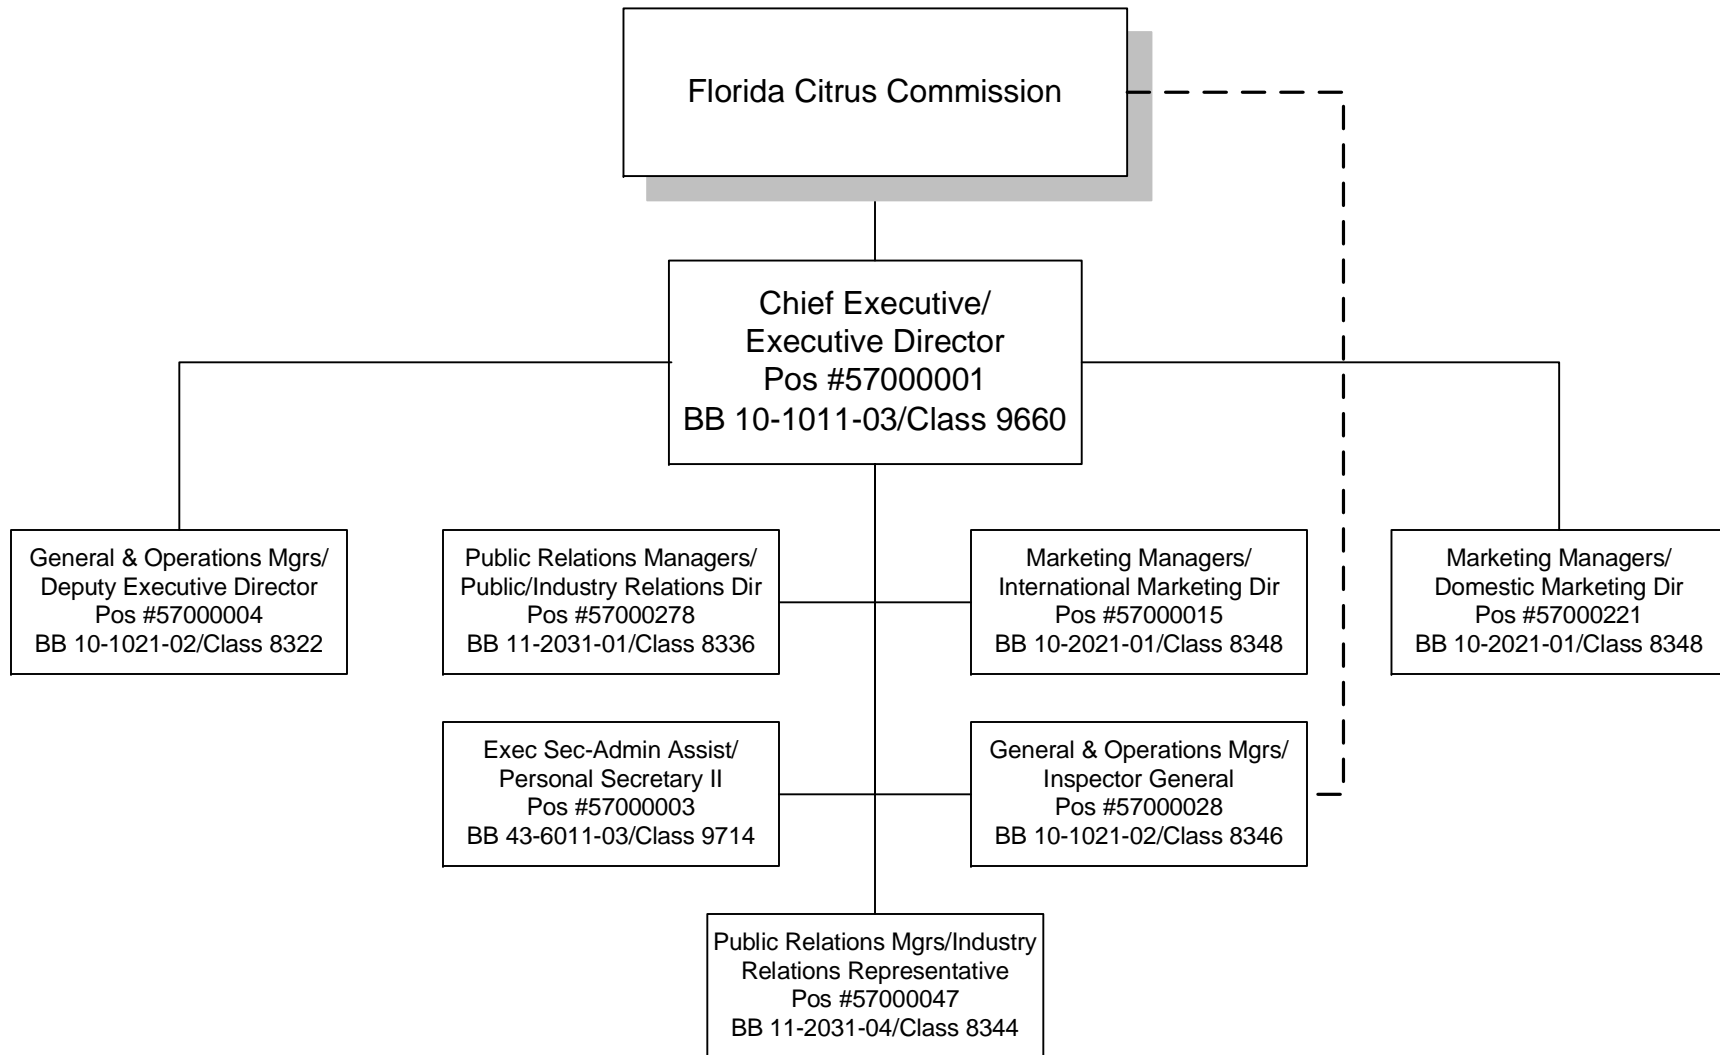 Florida Citrus Commission
Chief Executive/
Executive Director
Pos #57000001
BB 10-1011-03/Class 9660
General & Operations Mgrs/
Deputy Executive Director
Pos #57000004
BB 10-1021-02/Class 8322
Public Relations Managers/
Public/Industry Relations Dir
Pos #57000278
BB 11-2031-01/Class 8336
Marketing Managers/
International Marketing Dir
Pos #57000015
BB 10-2021-01/Class 8348
Marketing Managers/
Domestic Marketing Dir
Pos #57000221
BB 10-2021-01/Class 8348
Exec Sec-Admin Assist/
Personal Secretary II
Pos #57000003
BB 43-6011-03/Class 9714
General & Operations Mgrs/
Inspector General
Pos #57000028
BB 10-1021-02/Class 8346
Public Relations Mgrs/Industry
Relations Representative
Pos #57000047
BB 11-2031-04/Class 8344